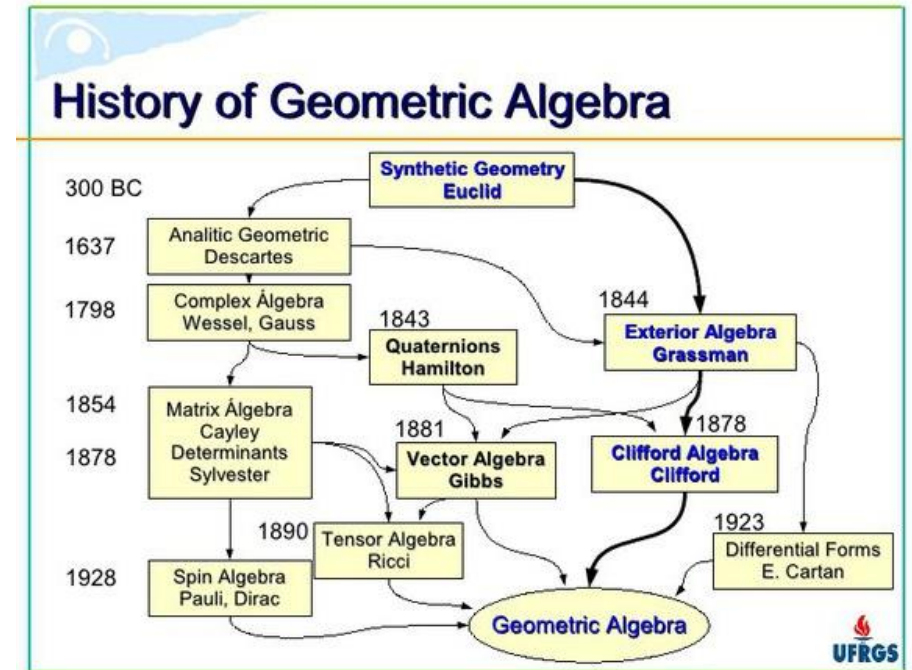 History of Geometric Algebra
300 BC
Synthetic Geometry
Euclid
1637
Analitic Geometric
Descartes
1798
Complex Álgebra
Wessel, Gauss
1843
Quaternions
Hamilton
1844
Exterior Algebra
Grassman
1854
1878
Matrix Álgebra
Cayley
Determinants
Sylvester
1881
Vector Algebra
Gibbs
1878
Clifford Algebra
Clifford
1890
Tensor Algebra
Ricci
1923
Differential Forms
E. Cartan
1928
Spin Algebra
Pauli, Dirac
Geometric Algebra
UFRGS